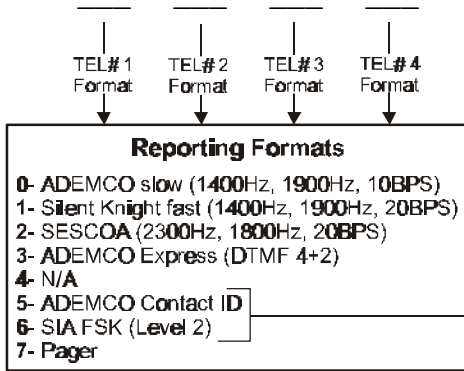 TEL# 1 TEL# 2 TEL# 3 TEL# 4
Format Format Format Format
Reporting Formats
0- ADEMCO slow (1400Hz, 1900Hz, 10BPS)
1- Silent Knight fast (1400Hz, 1900Hz, 20BPS)
2- SESCOA (2300Hz, 1800Hz, 20BPS)
3- ADEMCO Express (DTMF 4+2)
4- N/A
5- ADEMCO Contact ID
6- SIA FSK (Level 2)
7- Pager